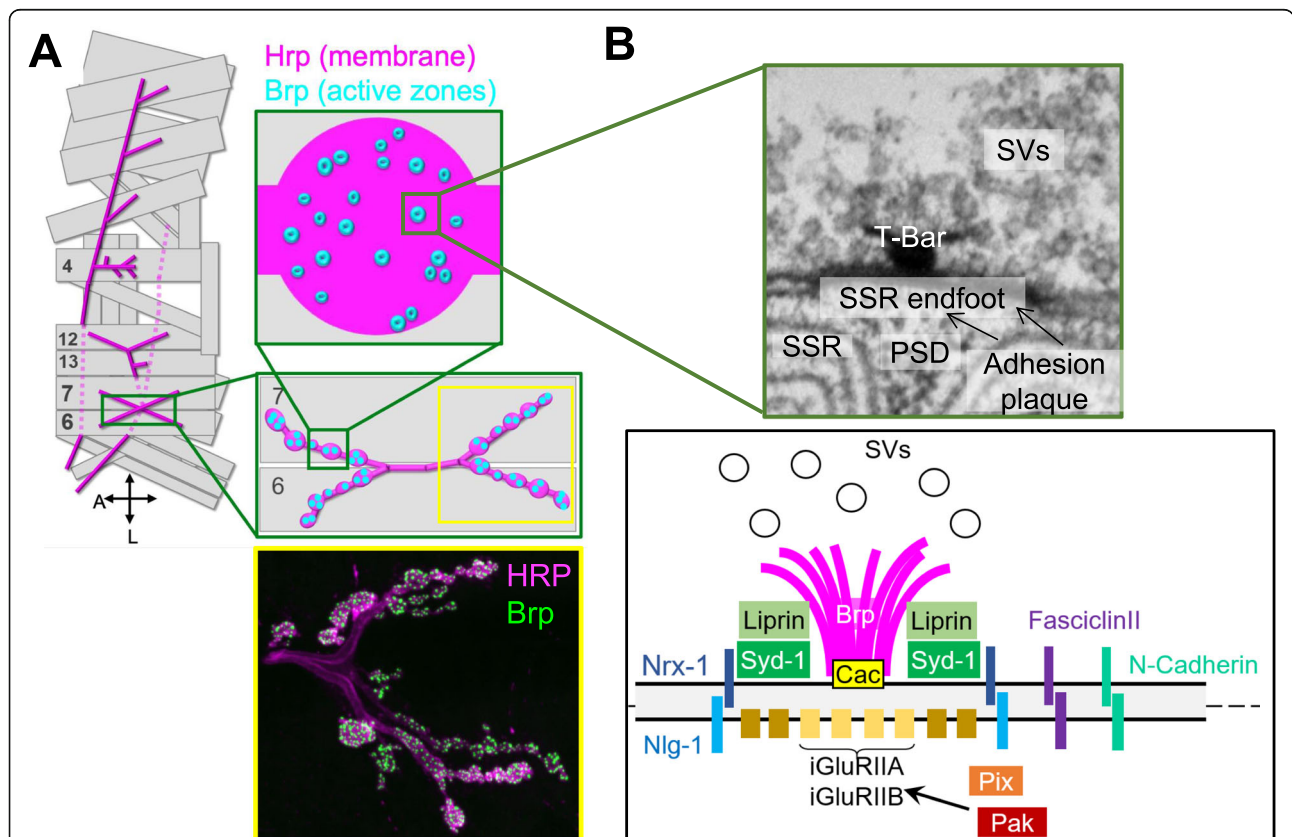 A
Hrp (membrane)
Brp (active zones)
4
12
13
7
6
A
L
7
6
HRP
Brp
B
SVs
T-Bar
SSR endfoot
SSR
PSD
Adhesion
plaque
SVs
Liprin
Brp
Liprin
FasciclinII
Nrx-1
Syd-1
Syd-1
N-Cadherin
Cac
Nlg-1
iGluRIIA
iGluRIIB
Pix
Pak